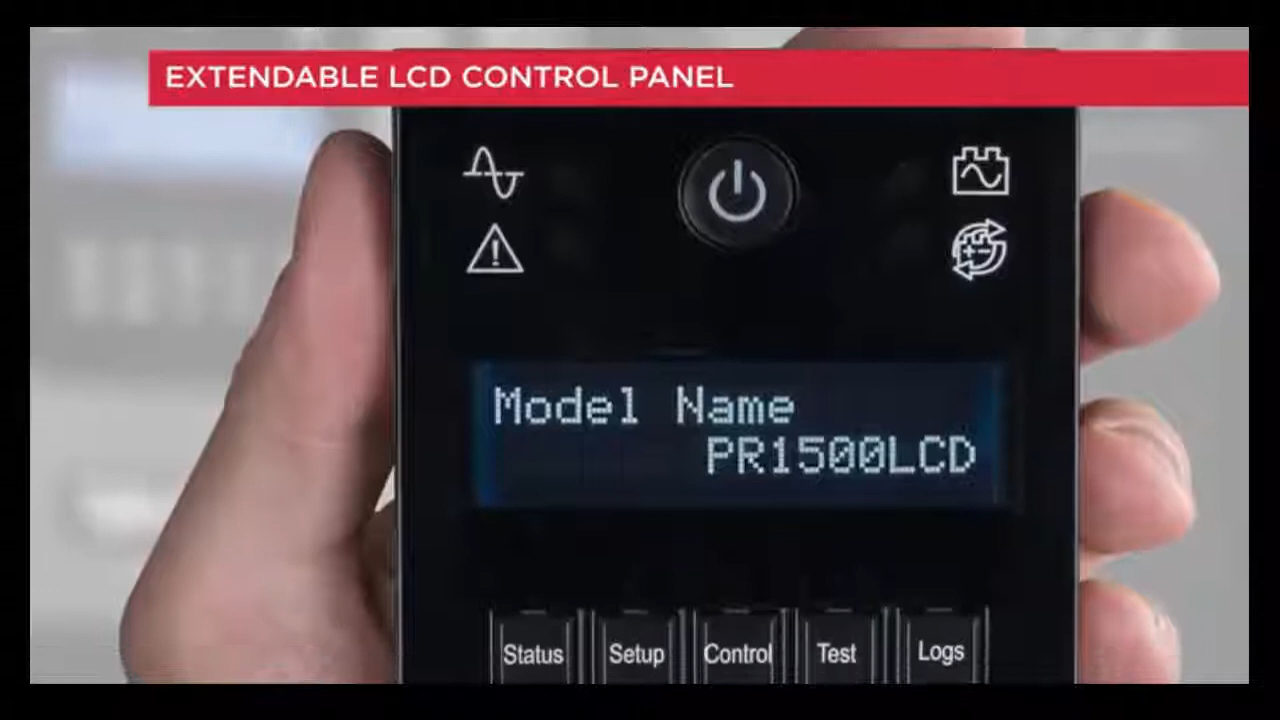 EXTENDABLE LCD CONTROL PANEL
Model Name
PR1500LCD
Status Setup Control Test Logs